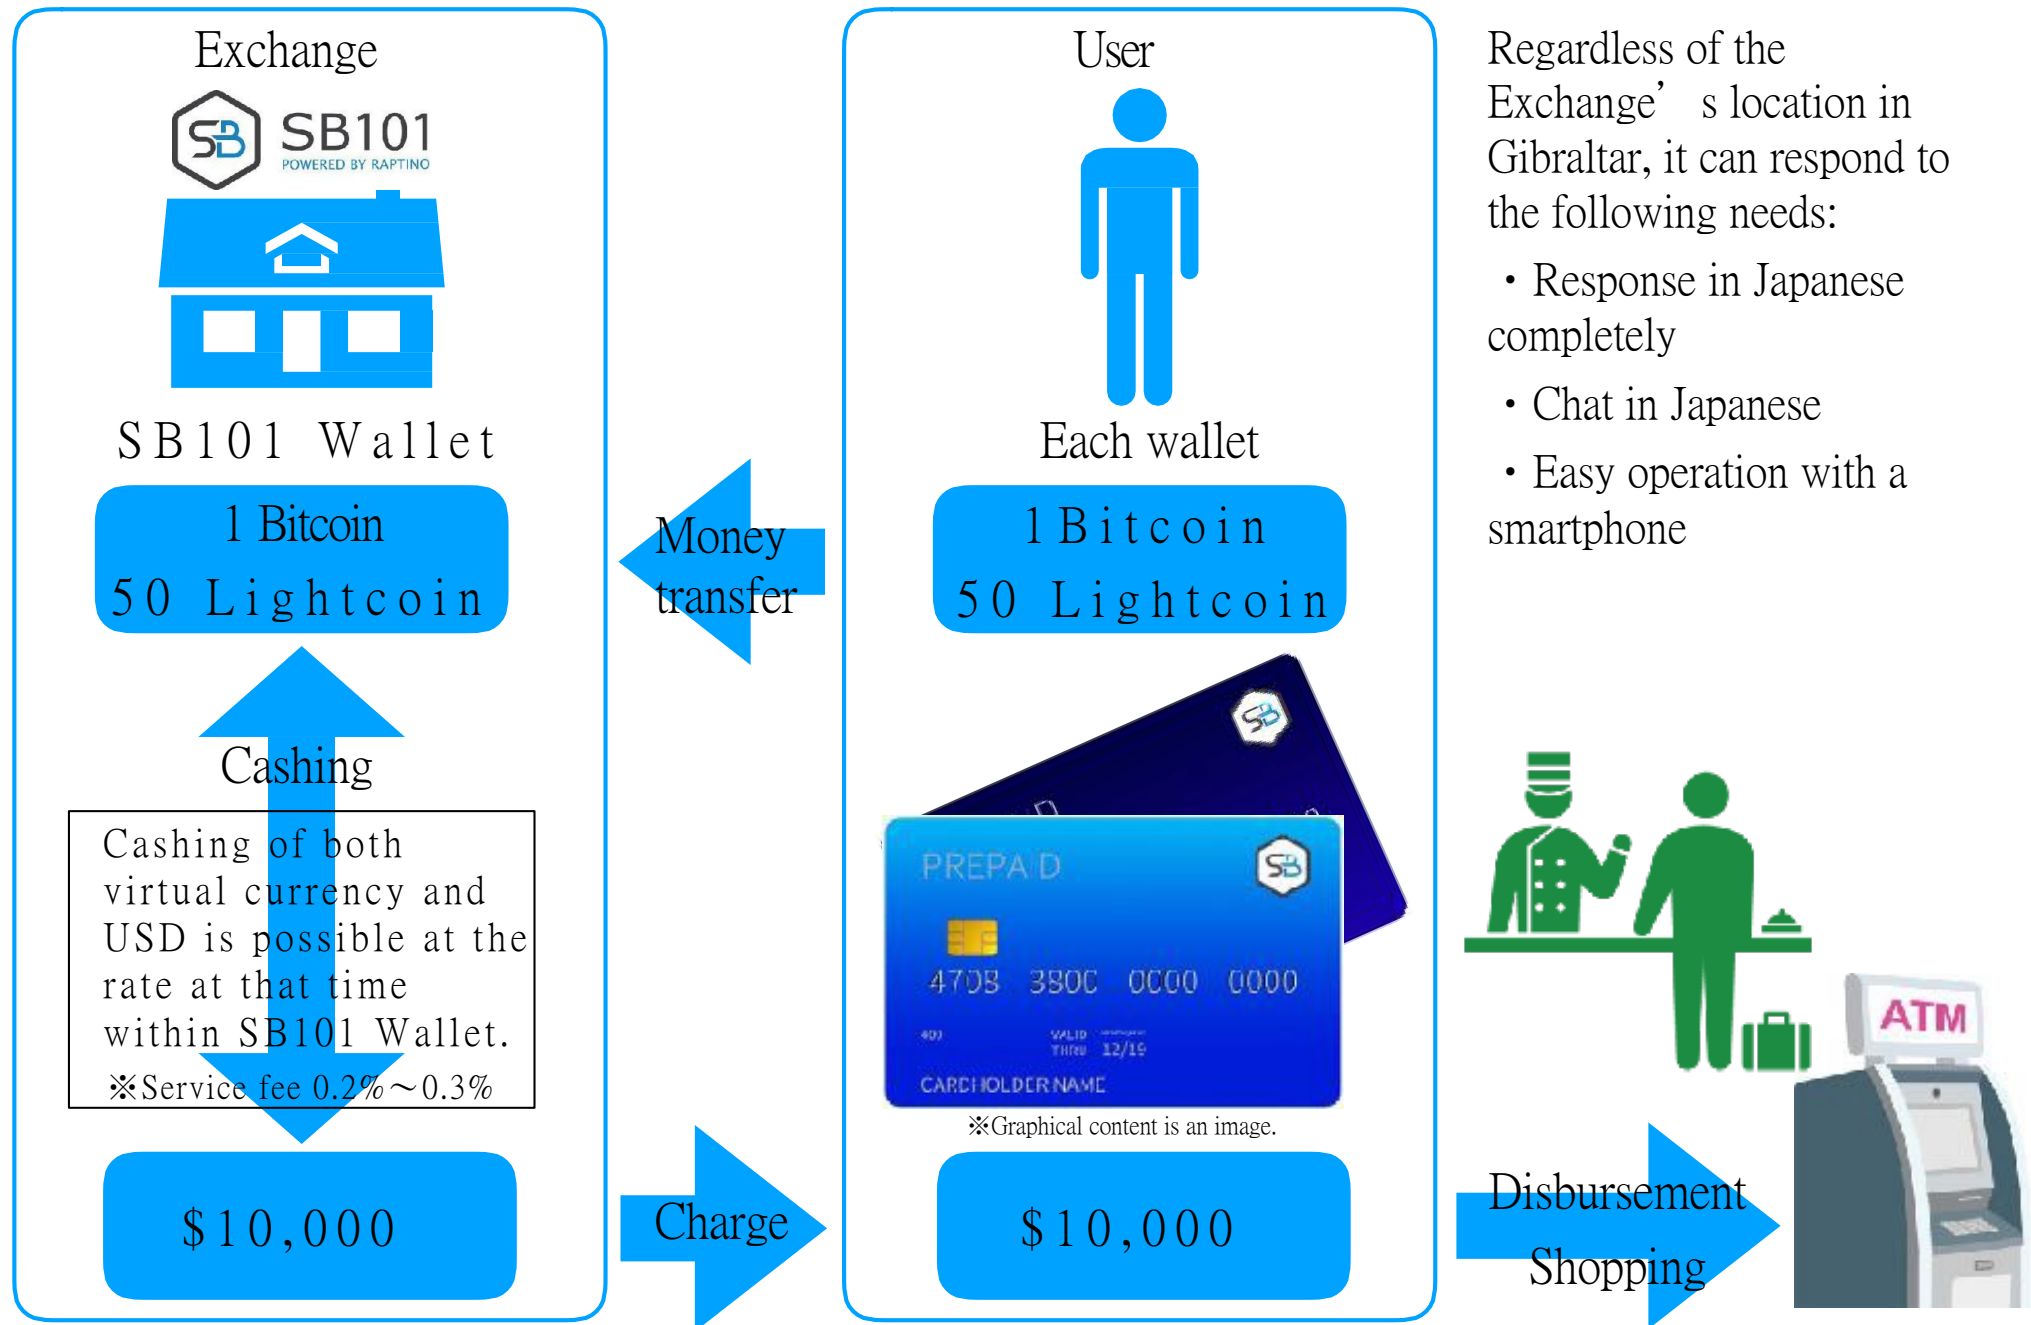 Exchange
SB
SB101
POWERED BY RAPTINO
SB101 Wallet
1 Bitcoin
50 Lightcoin
Cashing
Cashing of both
virtual currency and
USD is possible at the
rate at that time
within SB101 Wallet.
※Service fee 0.2%～0.3%
$10,000
Money
transfer
Charge
User
Each wallet
1Bitcoin
50 Lightcoin
SB
PREPAID
SB
4708 3800 0000 0000
VALID
THRU 12/19
CARDHOLDER NAME
※Graphical content is an image.
$10,000
Regardless of the
Exchange’ s location in
Gibraltar, it can respond to
the following needs:
・Response in Japanese
completely
・Chat in Japanese
・Easy operation with a
smartphone
ATM
Disbursement
Shopping